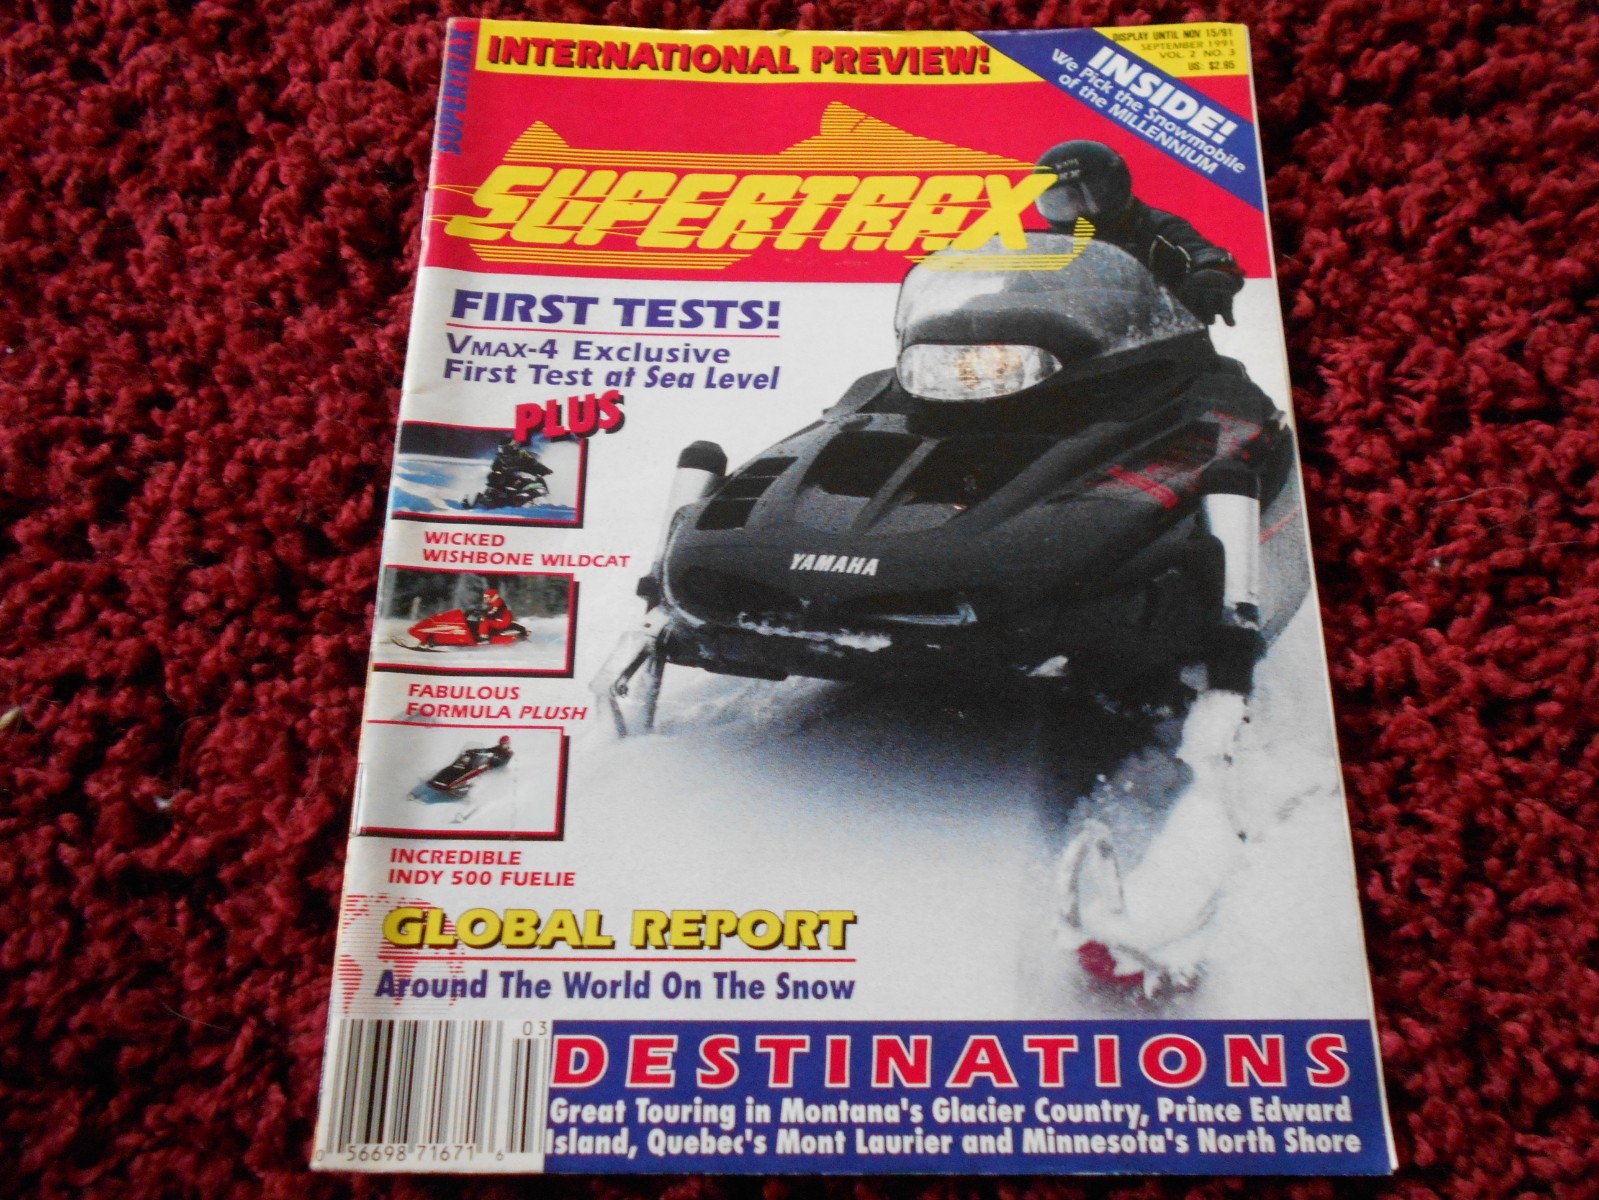 SUPERTRAX
INTERNATIONAL PREVIEW!
DISPLAY UNTIL NOV 15/91
SEPTEMBER 1991
VOL. 2 NO. 3
US: $2.95
INSIDE!
We Pick the Snowmobile
of the MILLENNIUM
SUPERTRAX
FIRST TESTS!
VMAX-4 Exclusive
First Test at Sea Level
PLUS
WICKED
WISHBONE WILDCAT
FABULOUS
FORMULA PLUSH
INCREDIBLE
INDY 500 FUELIE
YAMAHA
GLOBAL REPORT
Around The World On The Snow
03
0 56698 71671 6
DESTINATIONS
Great Touring in Montana's Glacier Country, Prince Edward
Island, Quebec's Mont Laurier and Minnesota's North Shore